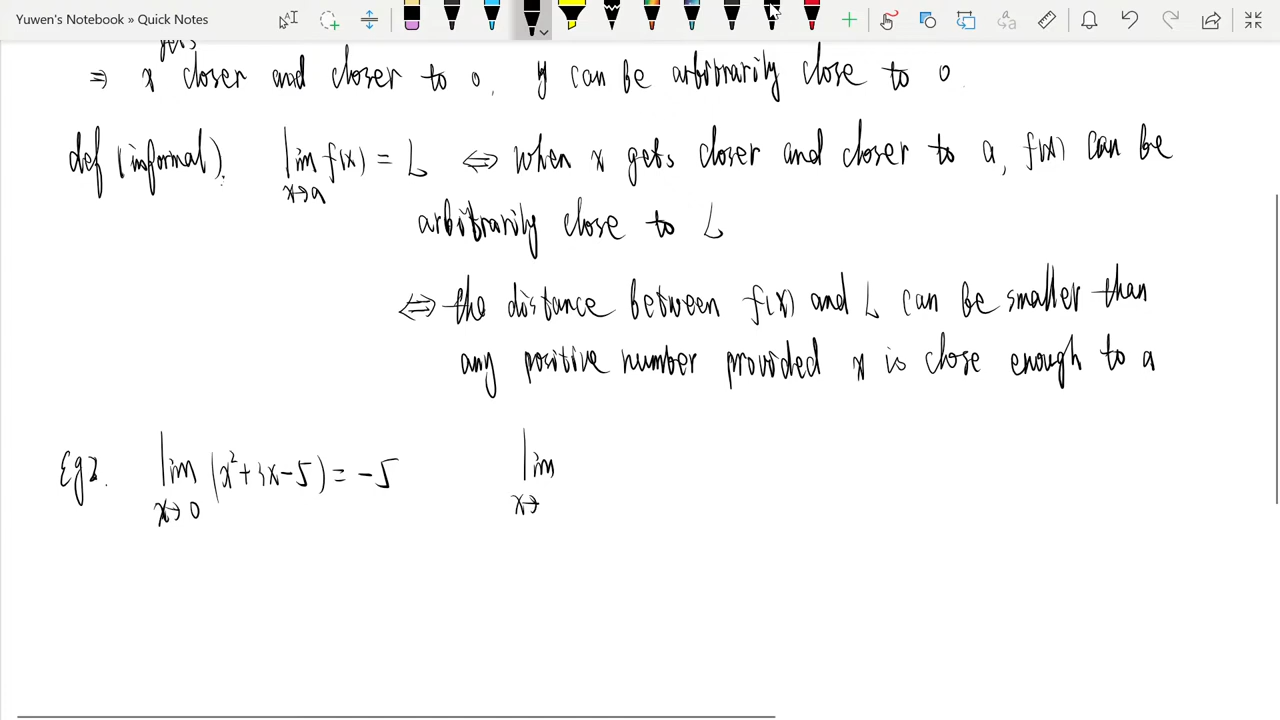 Yuwen's Notebook » Quick Notes
gets
⇒ x closer and closer to 0, y can be arbitrarily close to 0.
def (informal). lim x→a f(x) = L ⇔ when x gets closer and closer to a, f(x) can be
arbitrarily close to L
⇔ the distance between f(x) and L can be smaller than
any positive number provided x is close enough to a
Eg2. lim x→0 (x²+3x-5) = -5 lim x→